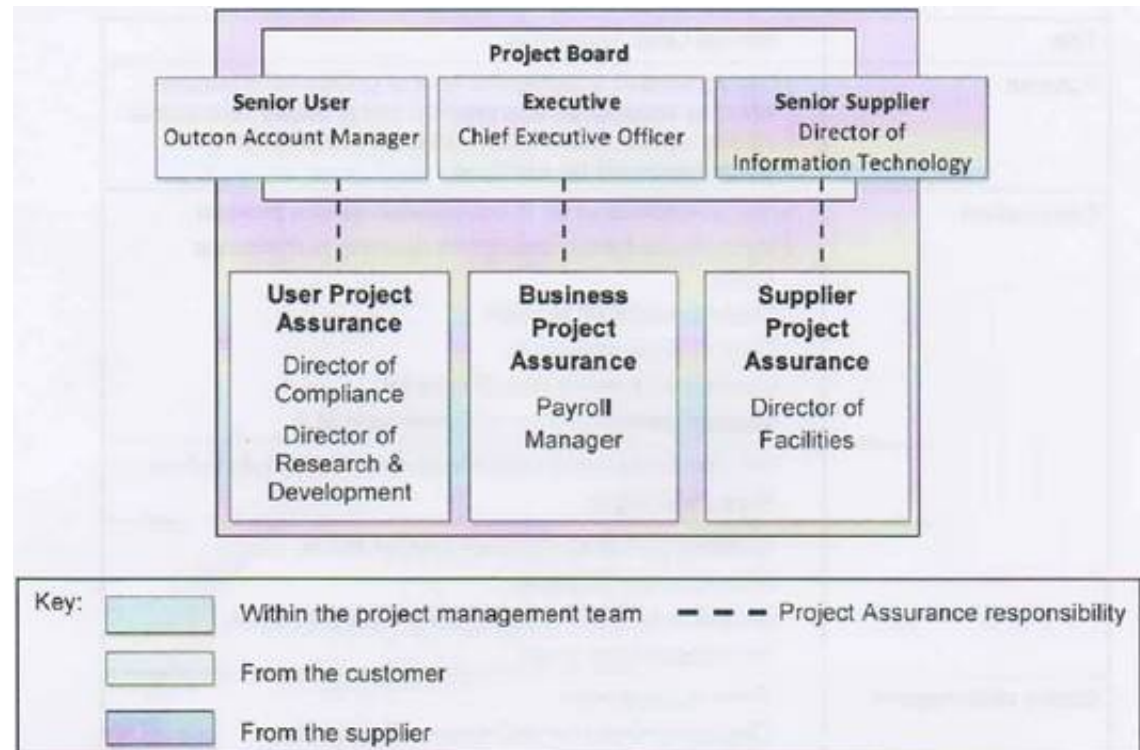 Project Board
Senior User
Outcon Account Manager
Executive
Chief Executive Officer
Senior Supplier
Director of
Information Technology
User Project
Assurance
Director of
Compliance
Director of
Research &
Development
Business
Project
Assurance
Payroll
Manager
Supplier
Project
Assurance
Director of
Facilities
Key:
Within the project management team
Project Assurance responsibility
From the customer
From the supplier